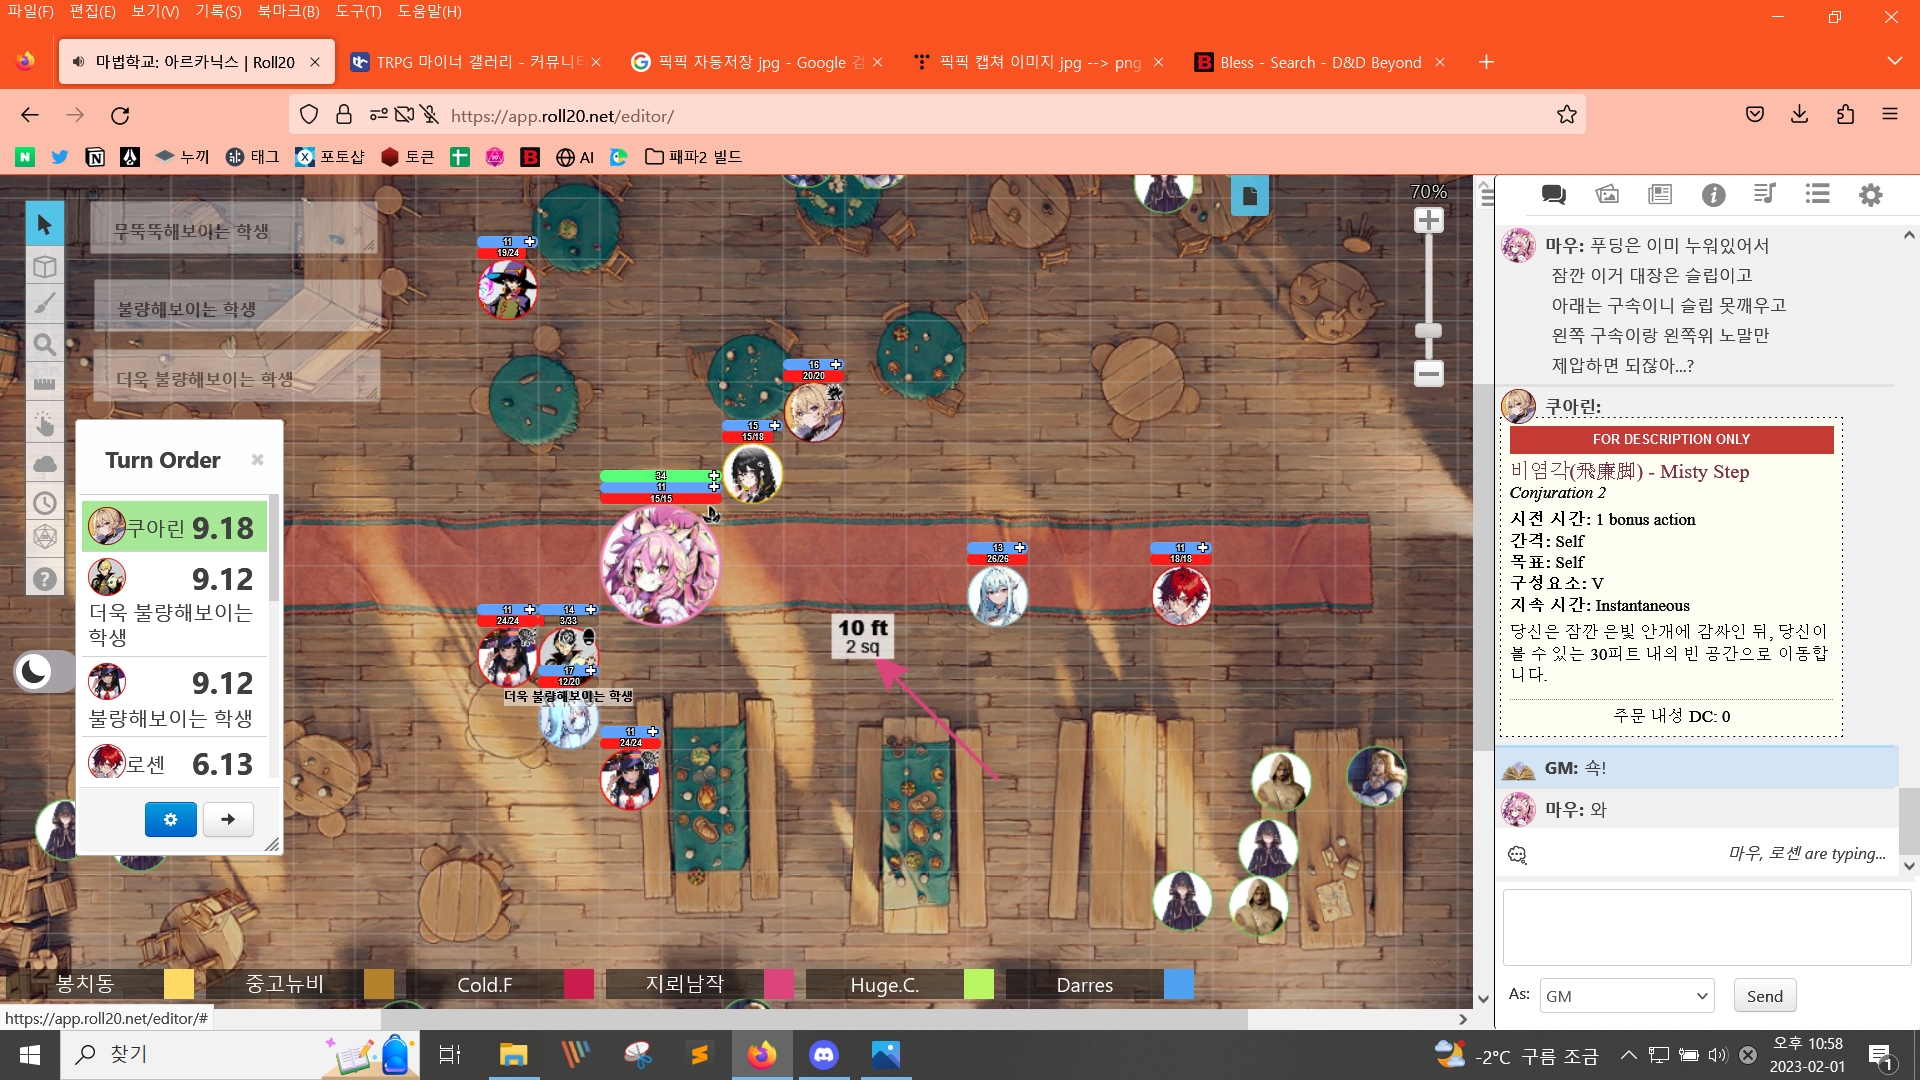 파일(F) 편집(E) 보기(V) 기록(S) 북마크(B) 도구(T) 도움말(H)
마법학교: 아르카닉스 | Roll20
TRPG 마이너 갤러리 - 커뮤니티
픽픽 자동저장 jpg - Google 검
픽픽 캡쳐 이미지 jpg --> png
Bless - Search - D&D Beyond
https://app.roll20.net/editor/
누끼 태그 포토샵 토큰 AI 패파2 빌드
70%
무뚝뚝해보이는 학생
불량해보이는 학생
더욱 불량해보이는 학생
11
19/24
16
20/20
15
15/18
34
11
15/15
13
26/26
11
18/18
11
24/24
14
3/33
17
12/20
더욱 불량해보이는 학생
11
24/24
10 ft
2 sq
Turn Order
쿠아린 9.18
9.12
더욱 불량해보이는
학생
9.12
불량해보이는 학생
로셴 6.13
봉치동
중고뉴비
Cold.F
지뢰남작
Huge.C.
Darres
https://app.roll20.net/editor/#
마우: 푸딩은 이미 누워있어서
잠깐 이거 대장은 슬립이고
아래는 구속이니 슬립 못깨우고
왼쪽 구속이랑 왼쪽위 노말만
제압하면 되잖아...?
쿠아린:
FOR DESCRIPTION ONLY
비염각(飛廉脚) - Misty Step
Conjuration 2
시전 시간: 1 bonus action
간격: Self
목표: Self
구성요소: V
지속 시간: Instantaneous
당신은 잠깐 은빛 안개에 감싸인 뒤, 당신이
볼 수 있는 30피트 내의 빈 공간으로 이동합
니다.
주문 내성 DC: 0
GM: 쇽!
마우: 와
마우, 로셴 are typing...
As: GM Send
찾기
-2°C 구름 조금
오후 10:58
2023-02-01
1